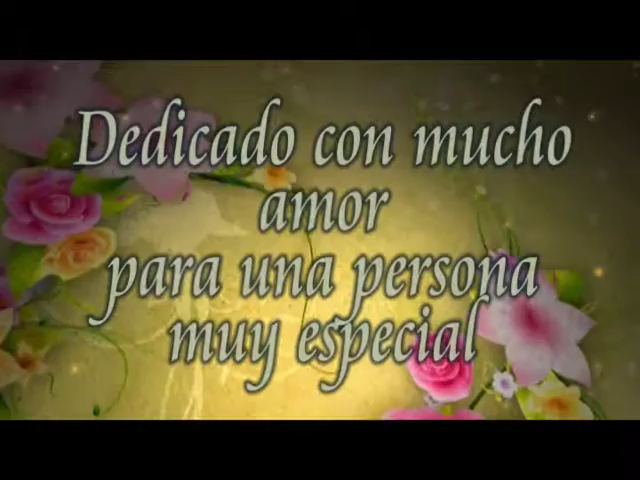 Dedicado con mucho
amor
para una persona
muy especial